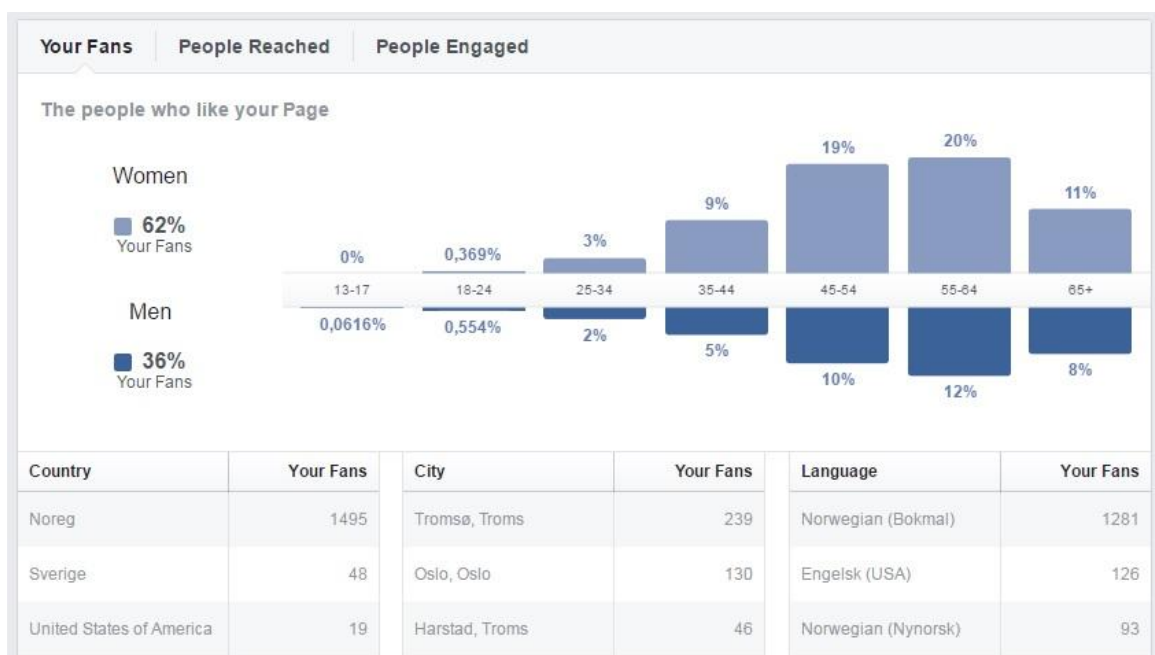 Your Fans People Reached People Engaged
The people who like your Page
Women
62%
Your Fans
Men
36%
Your Fans
0% 0,369% 3% 9% 19% 20% 11%
13-17 18-24 25-34 35-44 45-54 55-64 65+
0,0616% 0,554% 2% 5% 10% 12% 8%
Country Your Fans City Your Fans Language Your Fans
Noreg 1495 Tromsø, Troms 239 Norwegian (Bokmal) 1281
Sverige 48 Oslo, Oslo 130 Engelsk (USA) 126
United States of America 19 Harstad, Troms 46 Norwegian (Nynorsk) 93